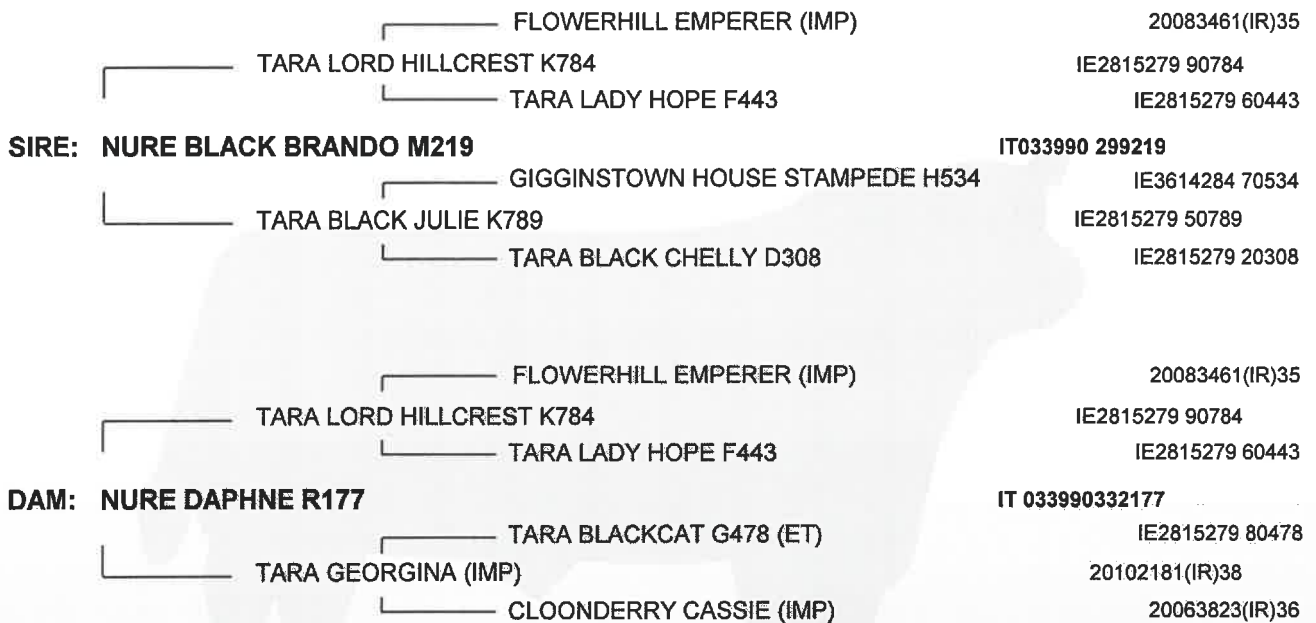 FLOWERHILL EMPERER (IMP) 20083461(IR)35
TARA LORD HILLCREST K784 IE2815279 90784
TARA LADY HOPE F443 IE2815279 60443
SIRE: NURE BLACK BRANDO M219 IT033990 299219
GIGGINSTOWN HOUSE STAMPEDE H534 IE3614284 70534
TARA BLACK JULIE K789 IE2815279 50789
TARA BLACK CHELLY D308 IE2815279 20308
FLOWERHILL EMPERER (IMP) 20083461(IR)35
TARA LORD HILLCREST K784 IE2815279 90784
TARA LADY HOPE F443 IE2815279 60443
DAM: NURE DAPHNE R177 IT 033990332177
TARA BLACKCAT G478 (ET) IE2815279 80478
TARA GEORGINA (IMP) 20102181(IR)38
CLOONDERRY CASSIE (IMP) 20063823(IR)36